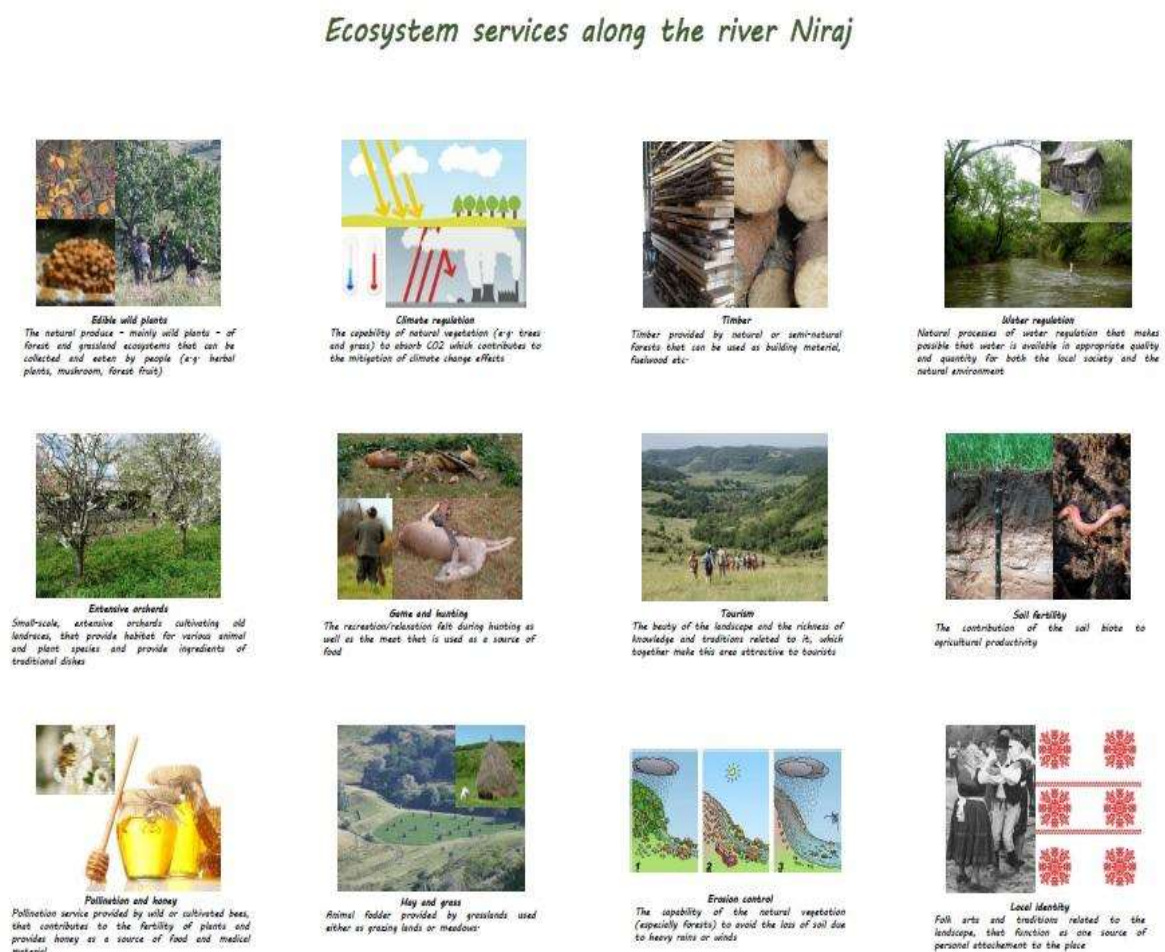 Ecosystem services along the river Niraj
Edible wild plants
The natural produce - mainly wild plants - of
forest and grassland ecosystems that can be
collected and eaten by people (e.g. herbal
plants, mushroom, forest fruit)
Climate regulation
The capability of natural vegetation (e.g. trees
and grass) to absorb CO2 which contributes to
the mitigation of climate change effects
Timber
Timber provided by natural or semi-natural
forests that can be used as building material,
fuelwood etc.
Water regulation
Natural processes of water regulation that makes
possible that water is available in appropriate quality
and quantity for both the local society and the
natural environment
Extensive orchards
Small-scale, extensive orchards cultivating old
landraces, that provide habitat for various animal
and plant species and provide ingredients of
traditional dishes
Game and hunting
The recreation/relaxation felt during hunting as
well as the meat that is used as a source of
food
Tourism
The beuty of the landscape and the richness of
knowledge and traditions related to it, which
together make this area attractive to tourists
Soil fertility
The contribution of the soil biota to
agricultural productivity
Pollination and honey
Pollination service provided by wild or cultivated bees,
that contributes to the fertility of plants and
provides honey as a source of food and medical
material
Hay and grass
Animal fodder provided by grasslands used
either as grazing lands or meadows.
1 2 3
Erosion control
The capability of the natural vegetation
(especially forests) to avoid the loss of soil due
to heavy rains or winds
Local identity
Folk arts and traditions related to the
landscape, that function as one source of
personal attachement to the place